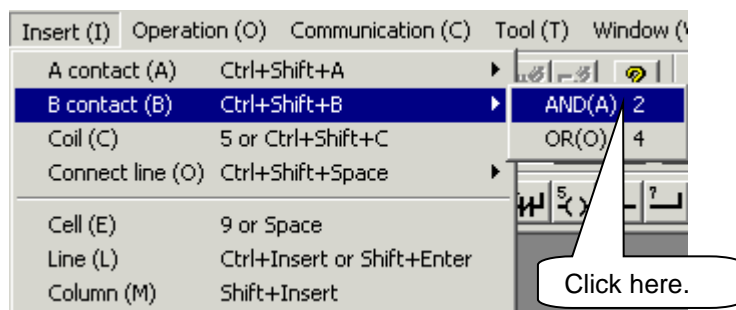 Insert (I) Operation (O) Communication (C) Tool (T) Window (
A contact (A) Ctrl+Shift+A
B contact (B) Ctrl+Shift+B AND(A) 2
Coil (C) 5 or Ctrl+Shift+C OR(O) 4
Connect line (O) Ctrl+Shift+Space
Cell (E) 9 or Space
Line (L) Ctrl+Insert or Shift+Enter
Column (M) Shift+Insert
5 ?
Click here.